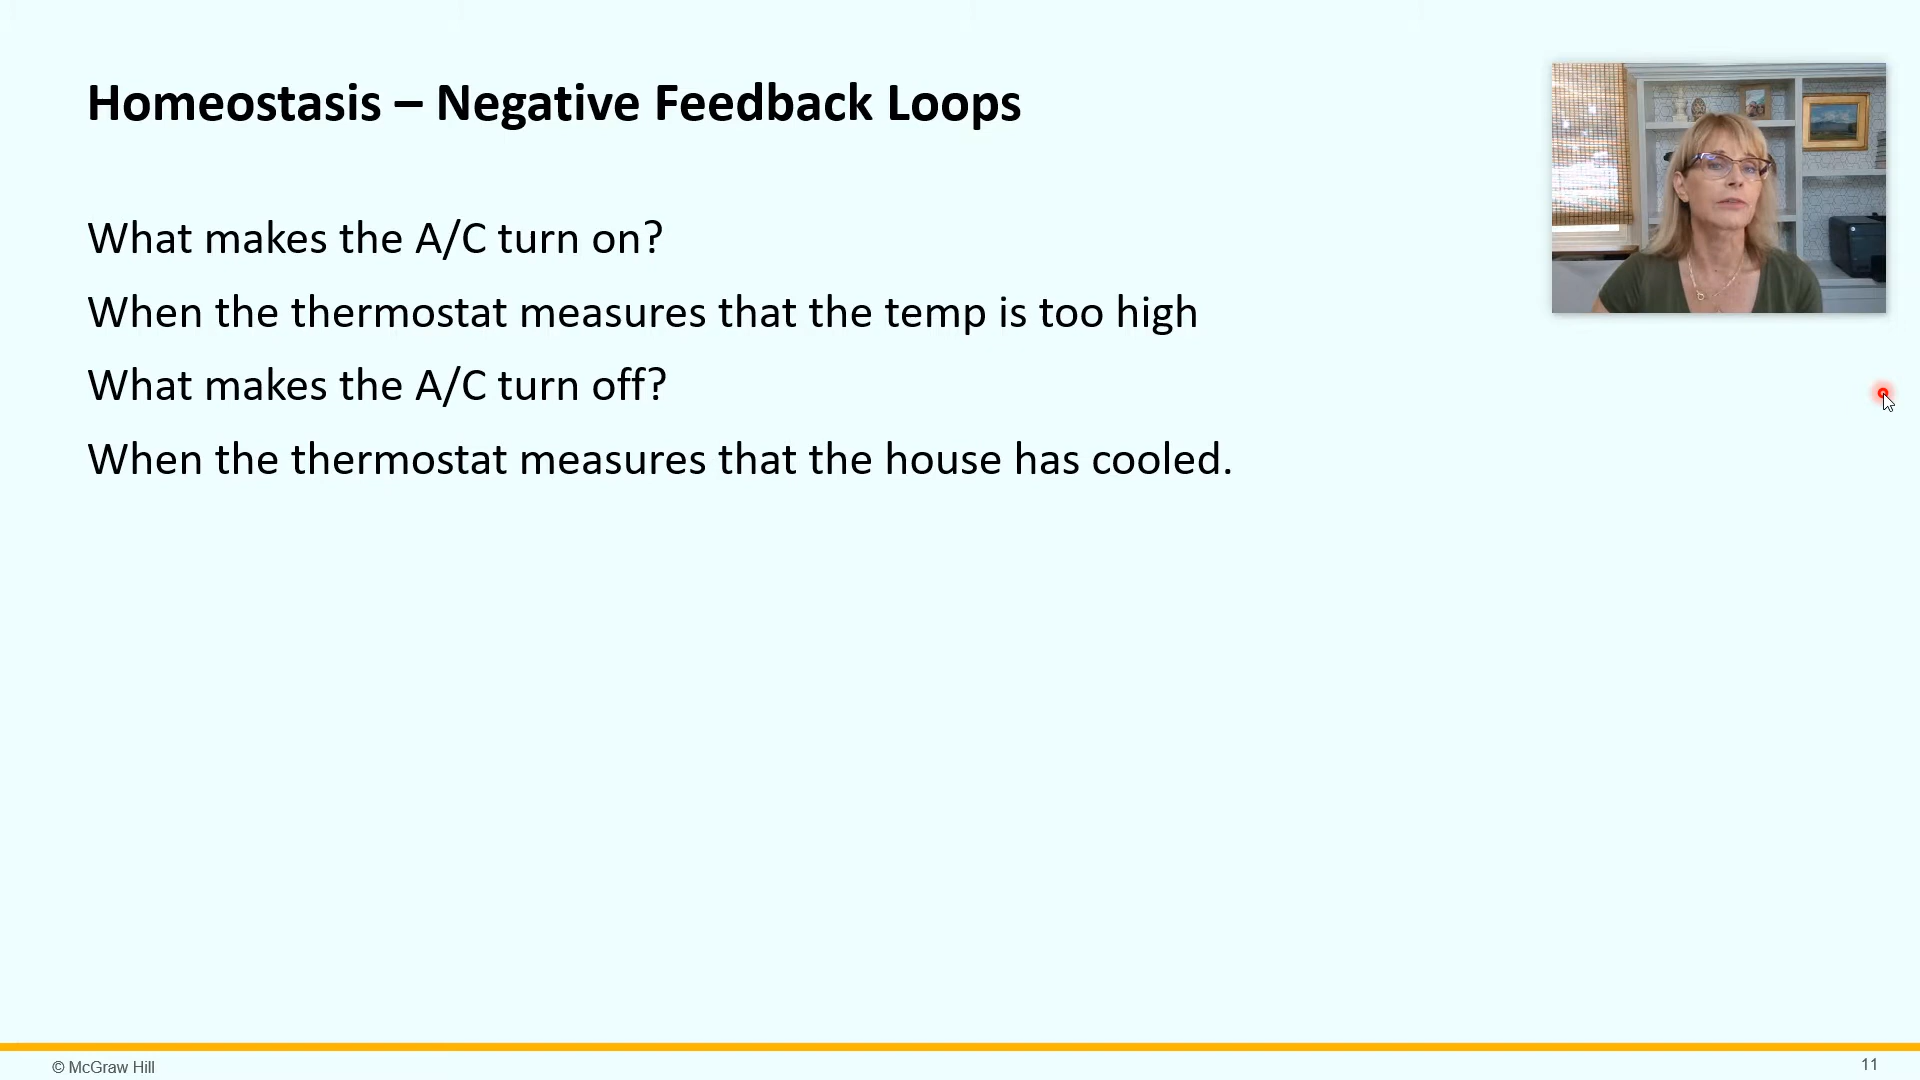 Homeostasis – Negative Feedback Loops
What makes the A/C turn on?
When the thermostat measures that the temp is too high
What makes the A/C turn off?
When the thermostat measures that the house has cooled.
© McGraw Hill
11